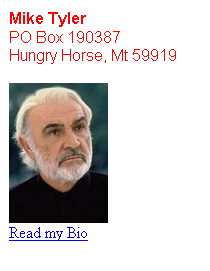 Mike Tyler
PO Box 190387
Hungry Horse, Mt 59919
Read my Bio